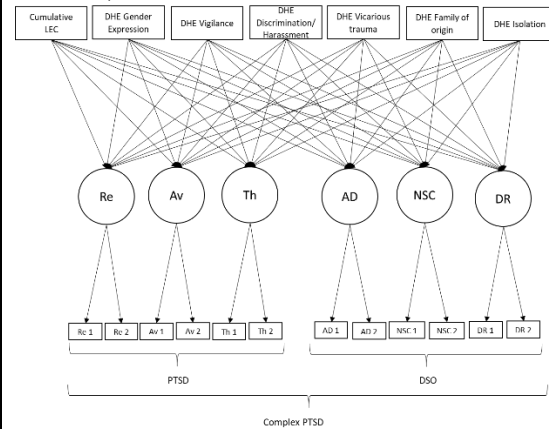 Cumulative
LEC
DHE Gender
Expression
DHE Vigilance
DHE
Discrimination/
Harassment
DHE Vicarious
trauma
DHE Family of
origin
DHE Isolation
Re
Av
Th
AD
NSC
DR
Re 1
Re 2
Av 1
Av 2
Th 1
Th 2
AD 1
AD 2
NSC 1
NSC 2
DR 1
DR 2
PTSD
DSO
Complex PTSD